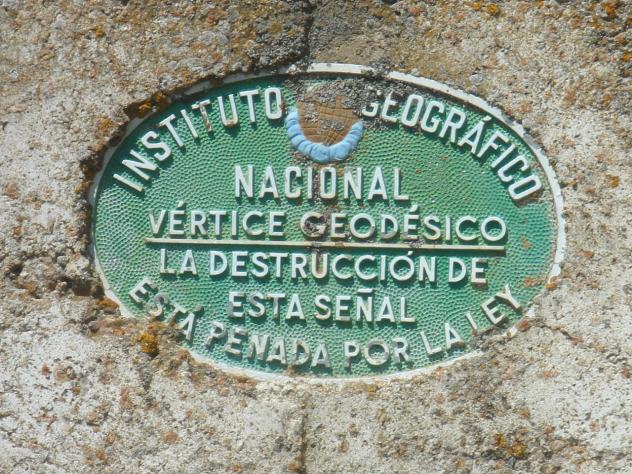 INSTITUTO GEOGRÁFICO
NACIONAL
VÉRTICE GEODÉSICO
LA DESTRUCCIÓN DE
ESTA SEÑAL
ESTÁ PENADA POR LA LEY